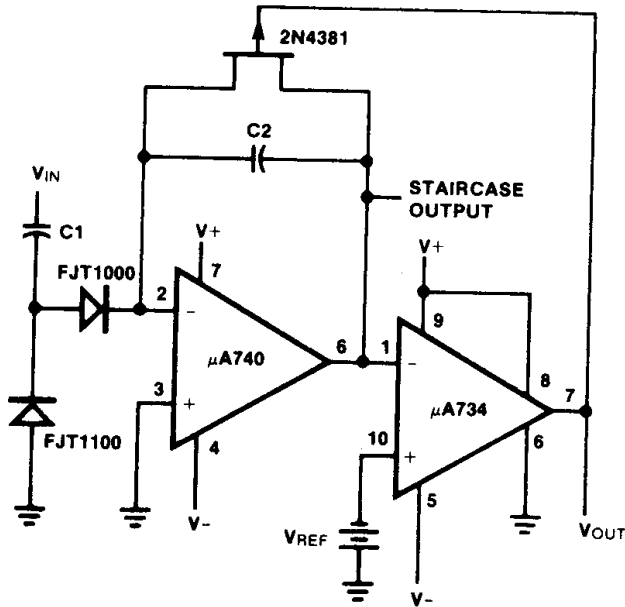 2N4381
C2
VIN
C1
STAIRCASE
OUTPUT
V+
V+
FJT1000
7
2
-
9
μA740
6
1
-
8
7
3
+
μA734
FJT1100
4
10
+
6
V-
5
VREF
VOUT
V-